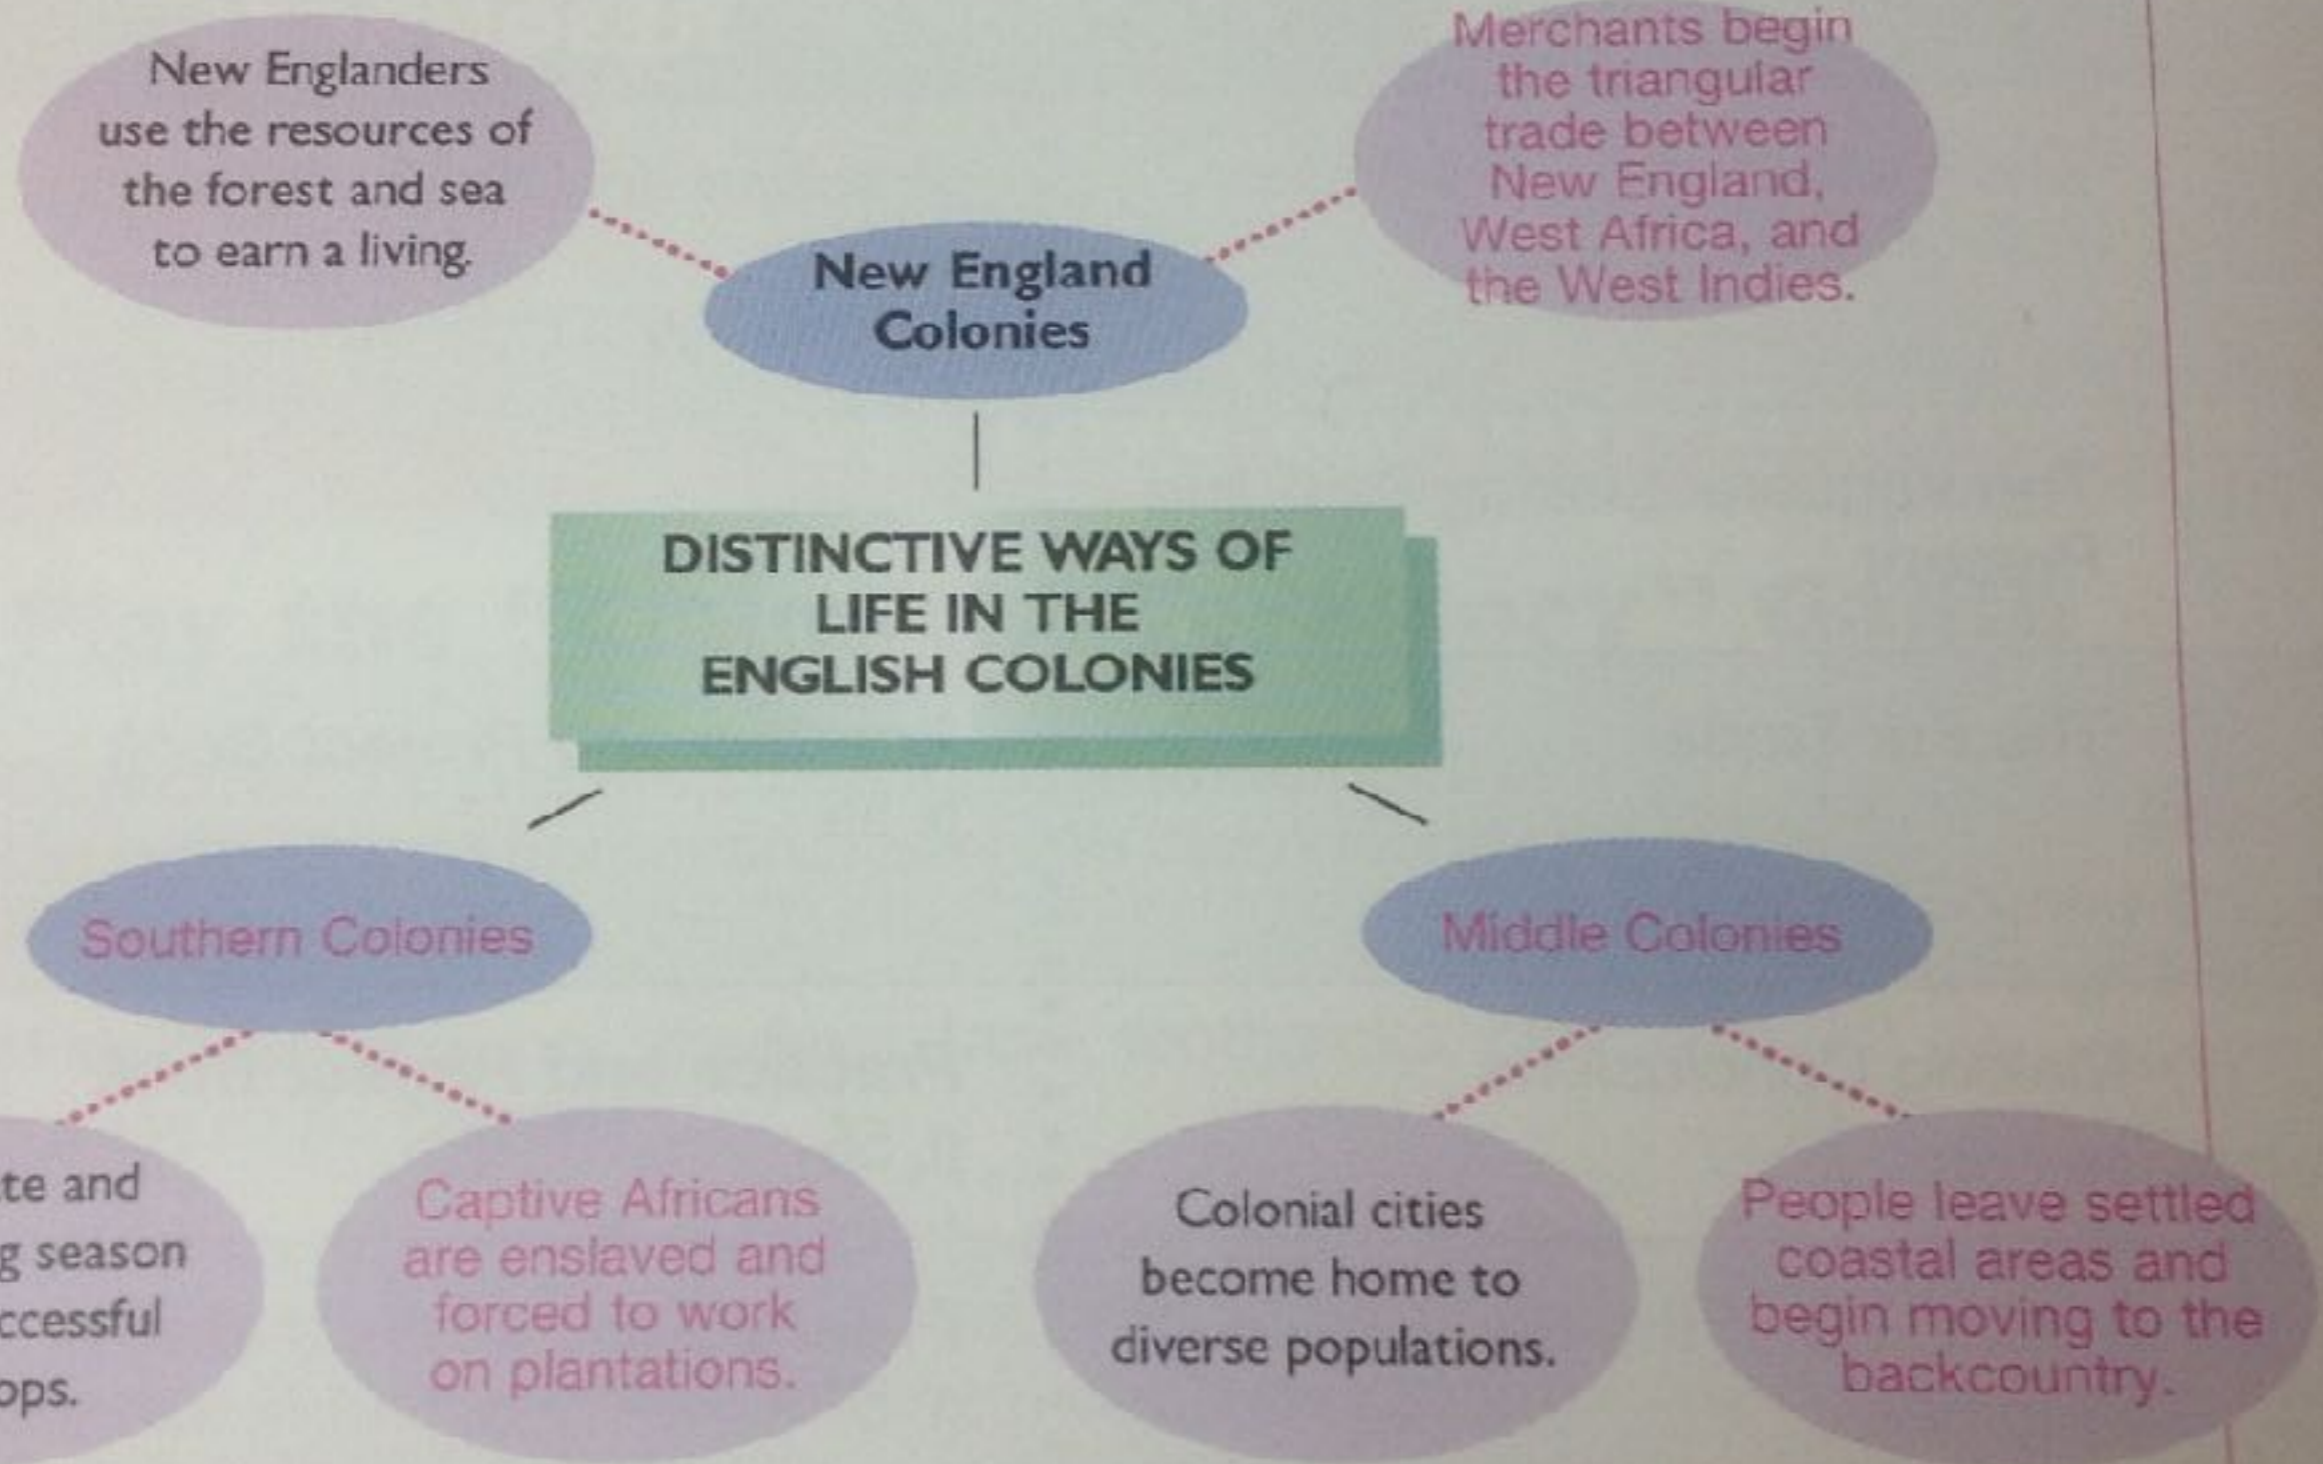 New Englanders
use the resources of
the forest and sea
to earn a living.
Merchants begin
the triangular
trade between
New England,
West Africa, and
the West Indies.
New England
Colonies
DISTINCTIVE WAYS OF
LIFE IN THE
ENGLISH COLONIES
Southern Colonies
Middle Colonies
and
season
Captive Africans
are enslaved and
forced to work
on plantations.
Colonial cities
become home to
diverse populations.
People leave settled
coastal areas and
begin moving to the
backcountry.